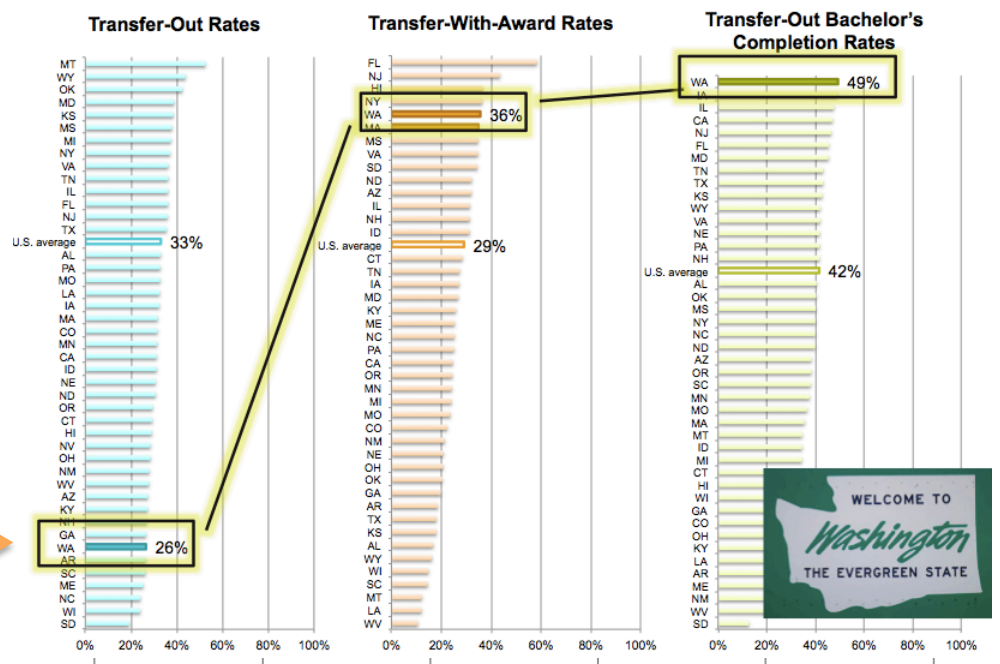 Transfer-Out Rates
MT
WY
OK
MD
KS
MS
MI
NY
VA
TN
IL
FL
NJ
TX
U.S. average 33%
AL
PA
MO
LA
IA
MA
CO
MN
CA
ID
NE
ND
OR
CT
HI
NV
OH
NM
WV
AZ
KY
NH
GA
WA 26%
AR
SC
ME
NC
WI
SD
0% 20% 40% 60% 80% 100%
Transfer-With-Award Rates
FL
NJ
HI
NY
WA 36%
MA
MS
VA
SD
ND
AZ
IL
NH
ID
U.S. average 29%
CT
TN
IA
MD
KY
ME
NC
PA
CA
OR
MN
MI
MO
CO
NM
NE
OH
OK
GA
AR
TX
KS
AL
WY
WI
SC
MT
LA
WV
0% 20% 40% 60% 80% 100%
Transfer-Out Bachelor’s
Completion Rates
WA 49%
IA
IL
CA
NJ
FL
MD
TN
TX
KS
WY
VA
NE
PA
NH
U.S. average 42%
AL
OK
MS
NY
NC
ND
AZ
OR
SC
MN
MO
MA
MT
ID
MI
CT
HI
WI
GA
CO
OH
KY
LA
AR
ME
NM
WV
SD
0% 20% 40% 60% 80% 100%
WELCOME TO
Washington
THE EVERGREEN STATE